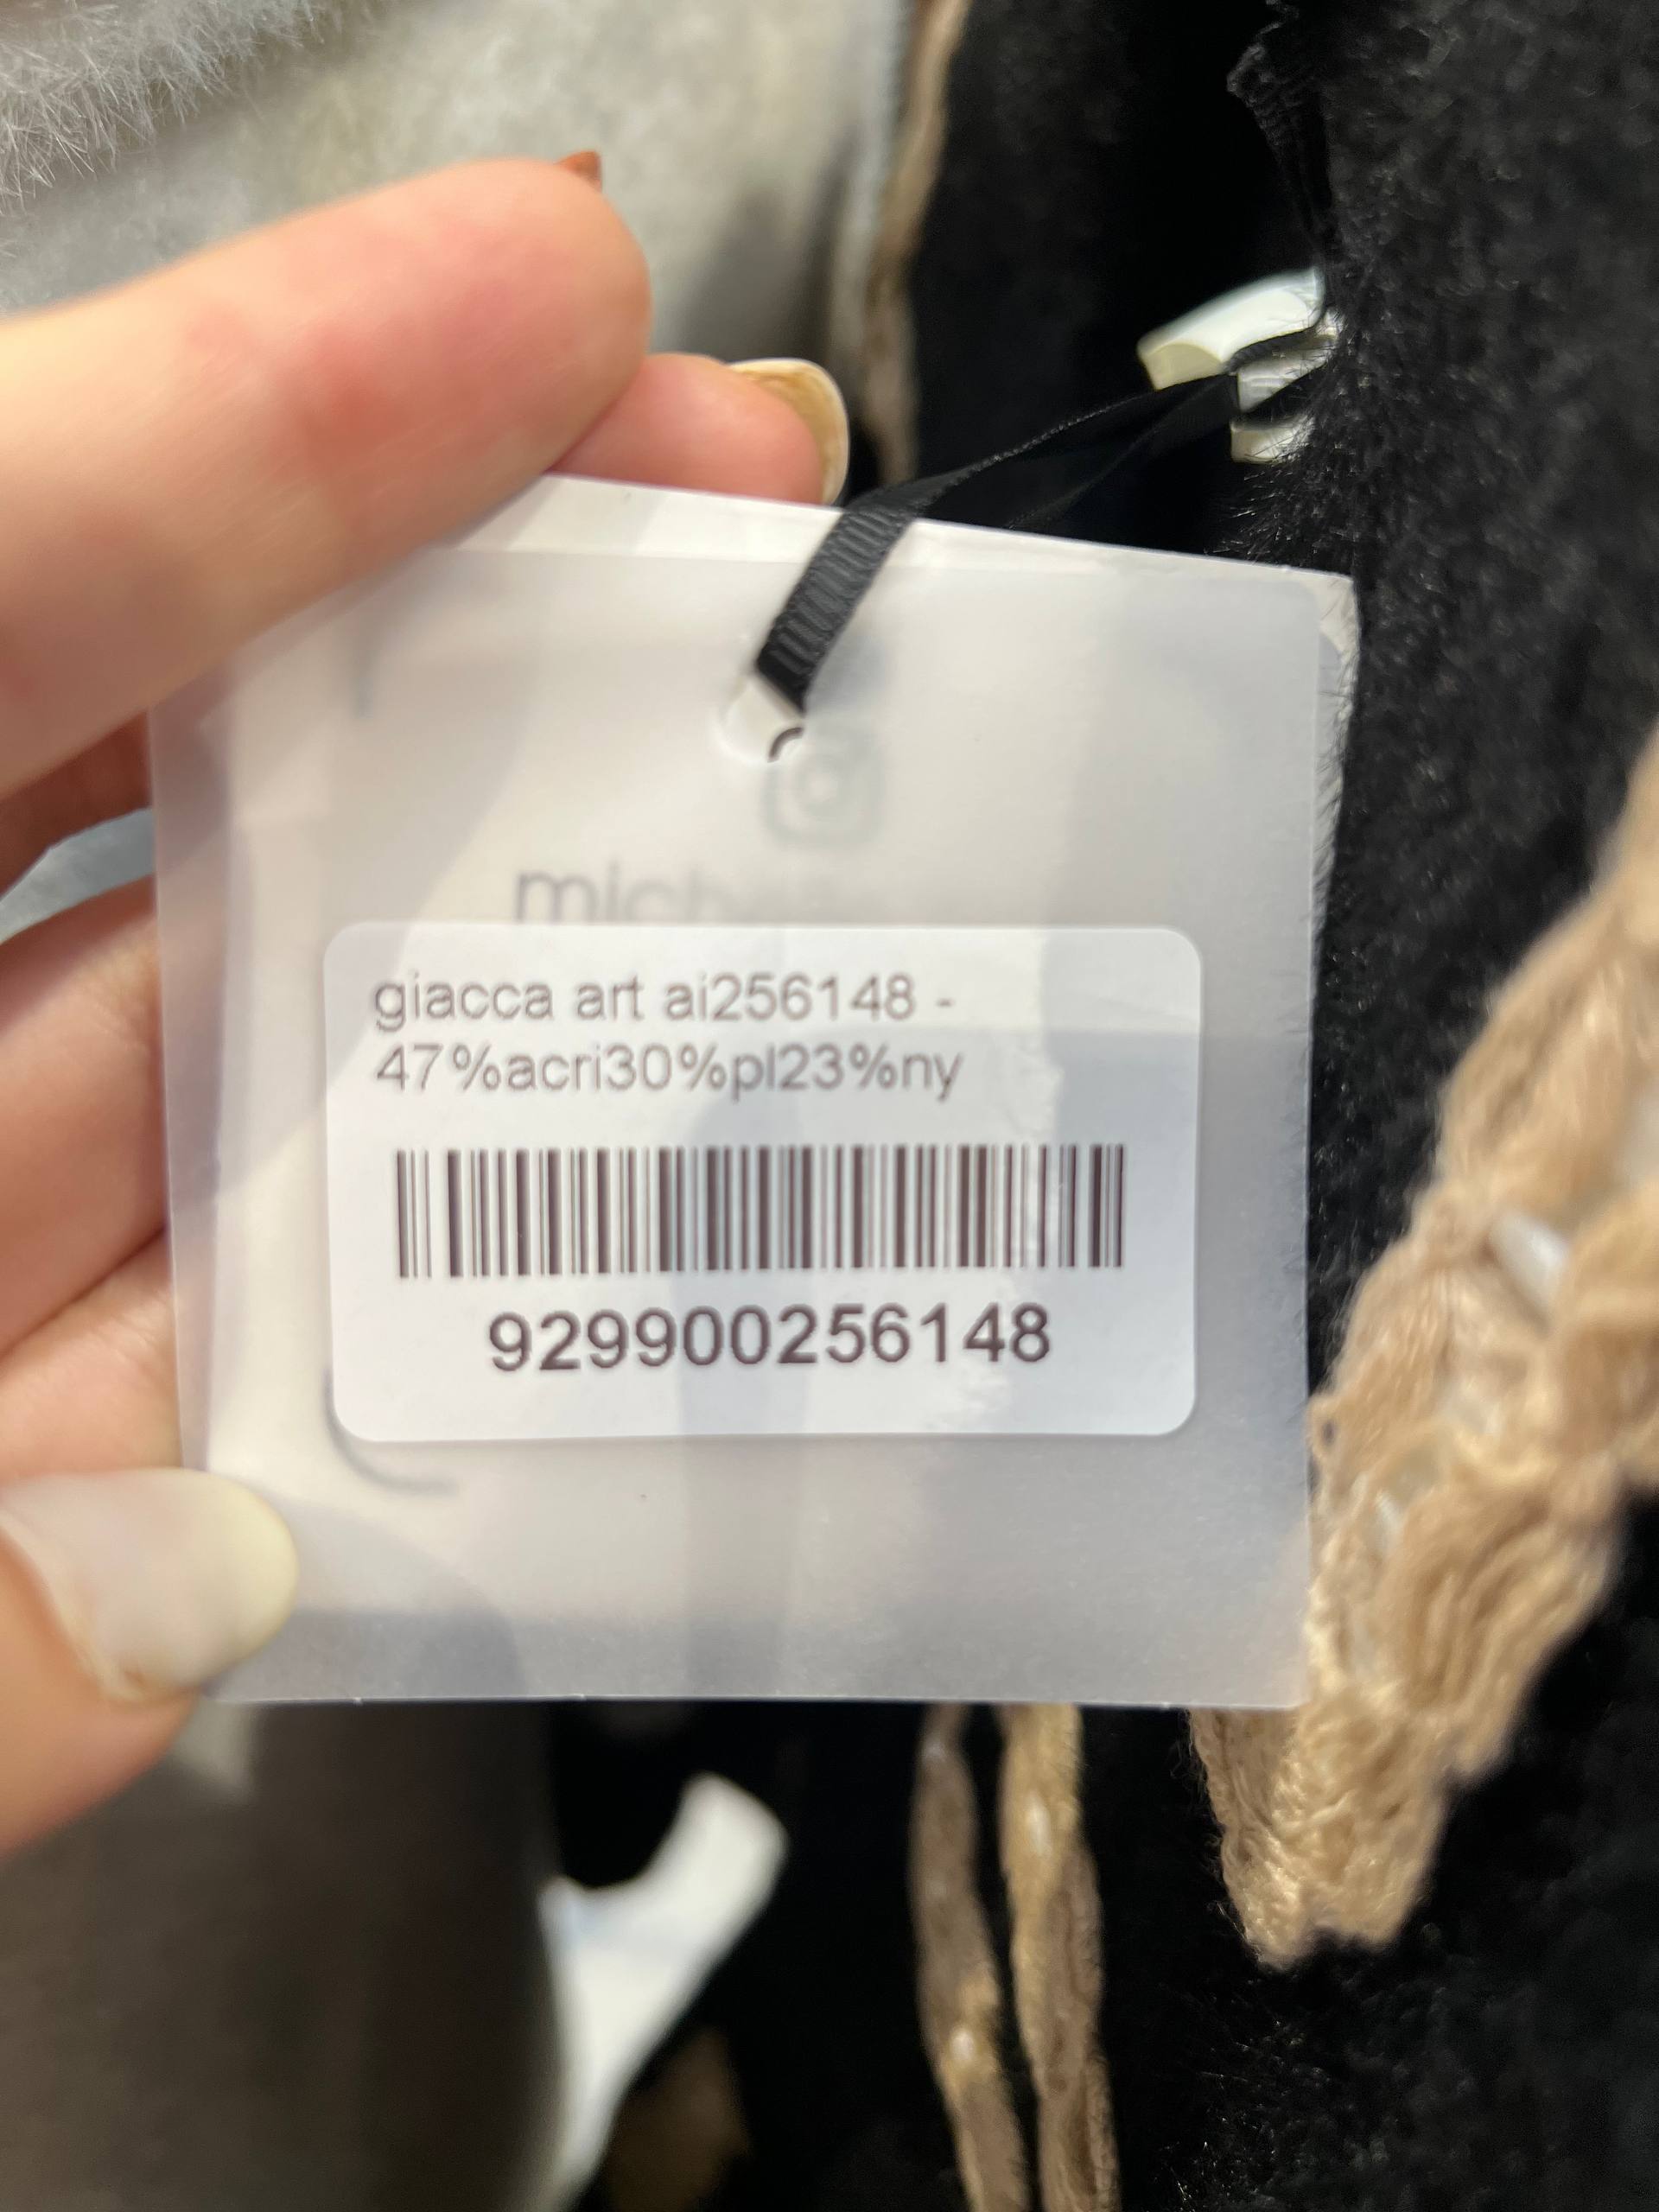 giacca art ai256148 -
47%acri30%pl23%ny
929900256148